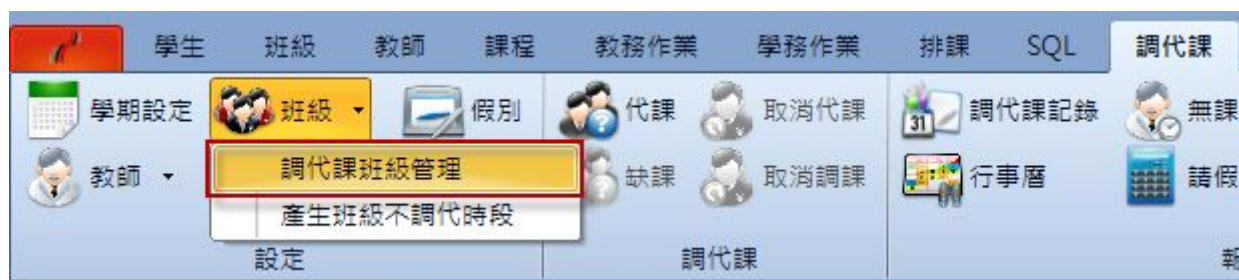 學生 班級 教師 課程 教務作業 學務作業 排課 SQL 調代課
學期設定 班級 假別 代課 取消代課 調代課記錄 無課
教師 調代課班級管理 缺課 取消調課 行事曆 請假
產生班級不調代時段
設定 調代課